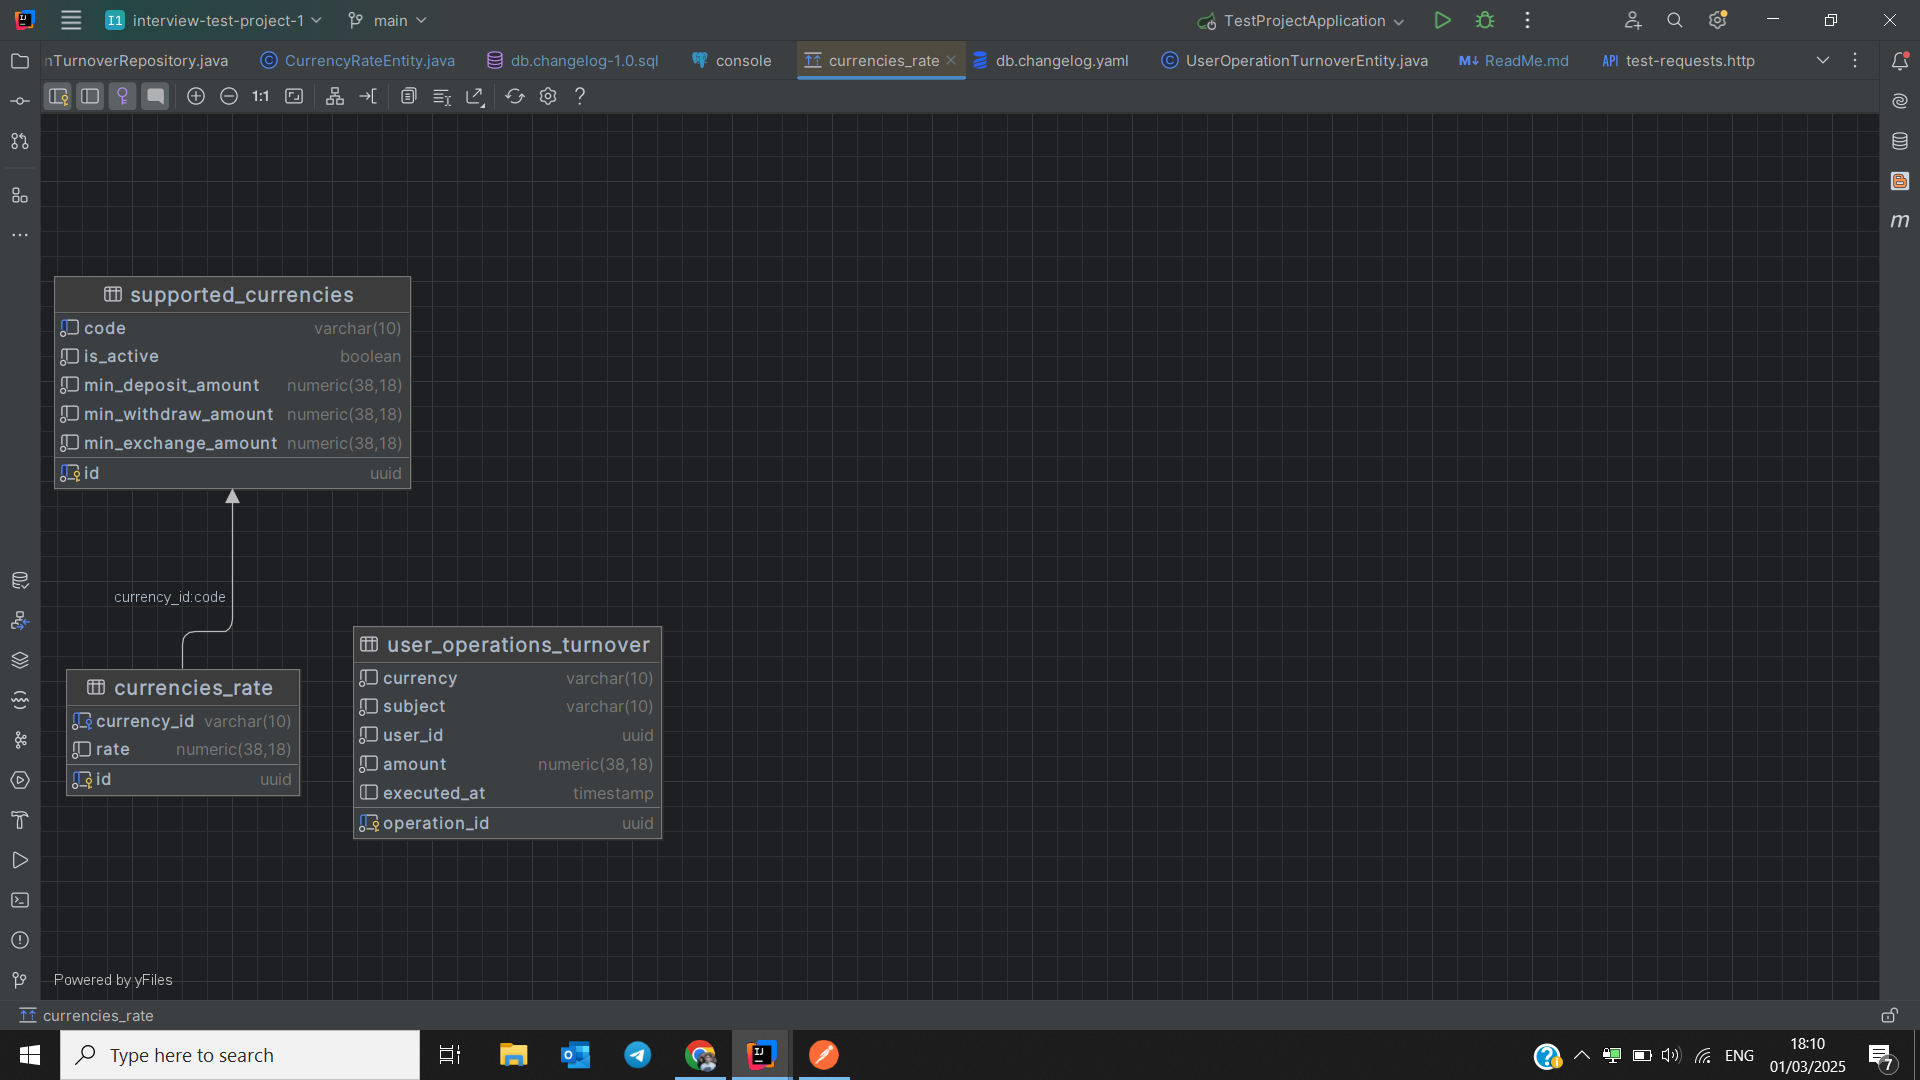 I1 interview-test-project-1 main TestProjectApplication
nTurnoverRepository.java CurrencyRateEntity.java db.changelog-1.0.sql console currencies_rate db.changelog.yaml UserOperationTurnoverEntity.java M↓ ReadMe.md API test-requests.http
1:1 ?
supported_currencies
code varchar(10)
is_active boolean
min_deposit_amount numeric(38,18)
min_withdraw_amount numeric(38,18)
min_exchange_amount numeric(38,18)
id uuid
currency_id:code
currencies_rate
currency_id varchar(10)
rate numeric(38,18)
id uuid
user_operations_turnover
currency varchar(10)
subject varchar(10)
user_id uuid
amount numeric(38,18)
executed_at timestamp
operation_id uuid
m
Powered by yFiles
currencies_rate
Type here to search
ENG
18:10
01/03/2025
7